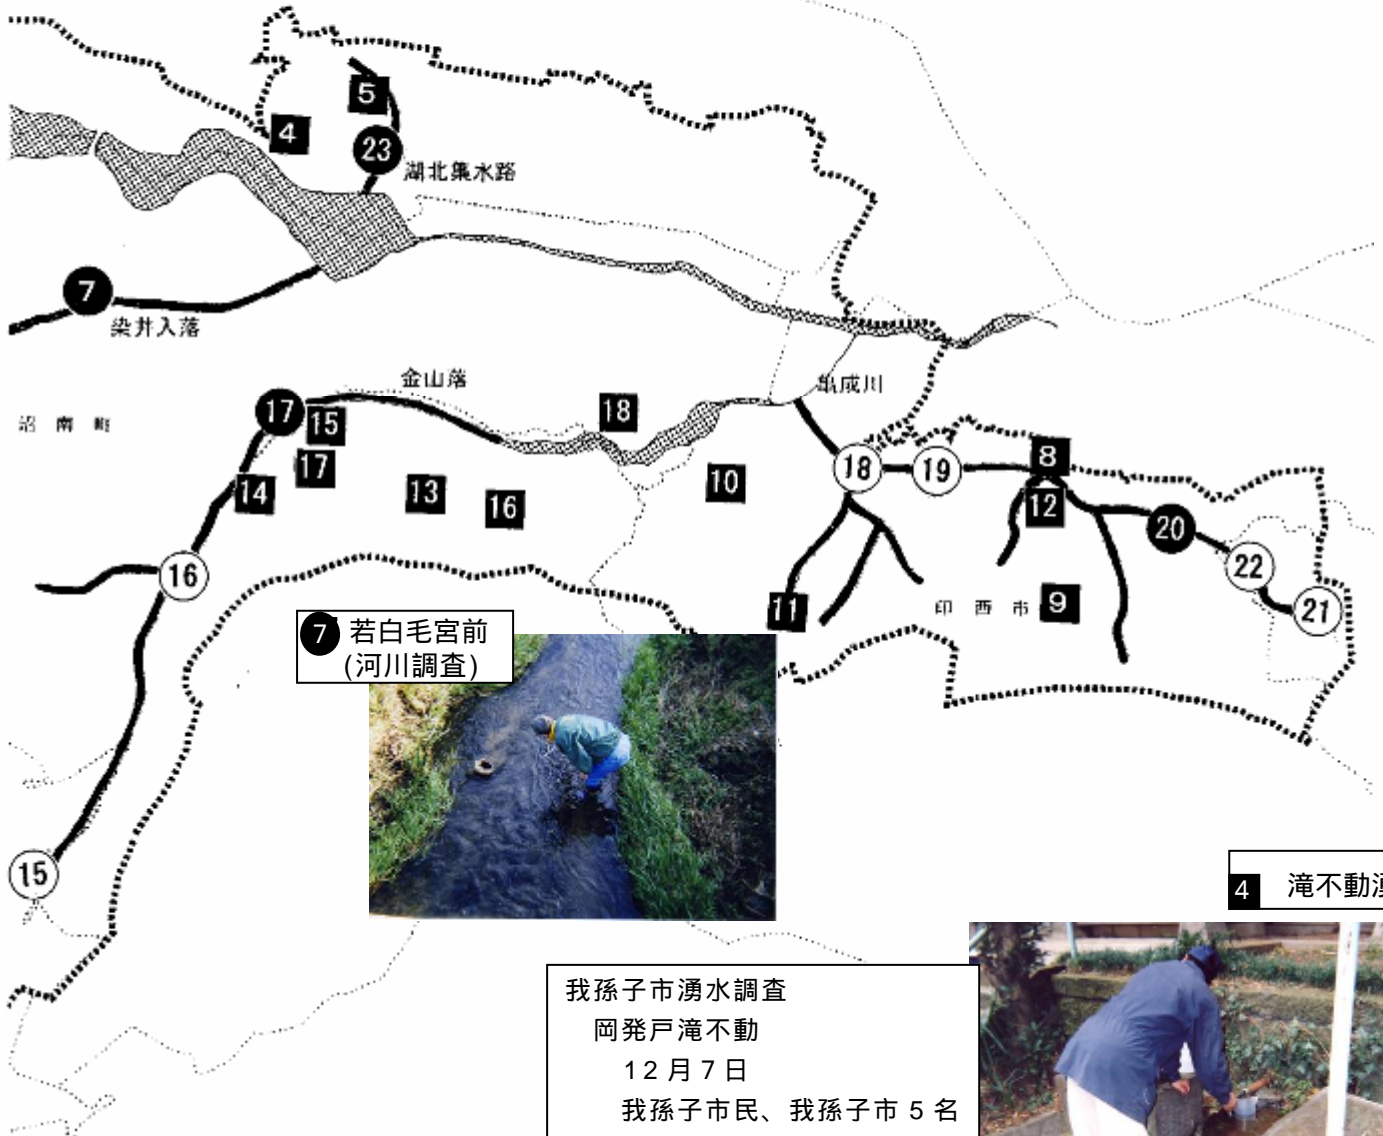 5
4
23
湖北集水路
7
染井入落
金山落
亀成川
沼南町
17
15
18
17
14
13
16
10
18
19
8
12
20
16
22
11
印西市
9
21
7 若白毛宮前
(河川調査)
15
4 滝不動湧
我孫子市湧水調査
岡発戸滝不動
12月7日
我孫子市民、我孫子市5名